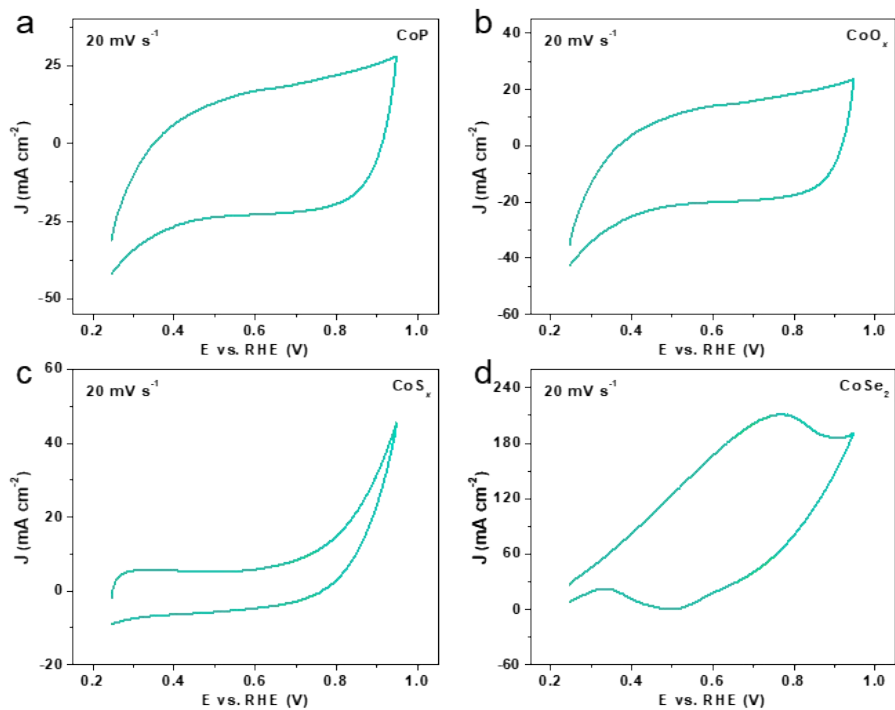 a
20 mV s⁻¹
CoP
J (mA cm⁻²)
25
0
-25
-50
0.2 0.4 0.6 0.8 1.0
E vs. RHE (V)
b
20 mV s⁻¹
CoOₓ
J (mA cm⁻²)
40
20
0
-20
-40
-60
0.2 0.4 0.6 0.8 1.0
E vs. RHE (V)
c
20 mV s⁻¹
CoSₓ
J (mA cm⁻²)
60
40
20
0
-20
0.2 0.4 0.6 0.8 1.0
E vs. RHE (V)
d
20 mV s⁻¹
CoSe₂
J (mA cm⁻²)
240
180
120
60
0
-60
0.2 0.4 0.6 0.8 1.0
E vs. RHE (V)